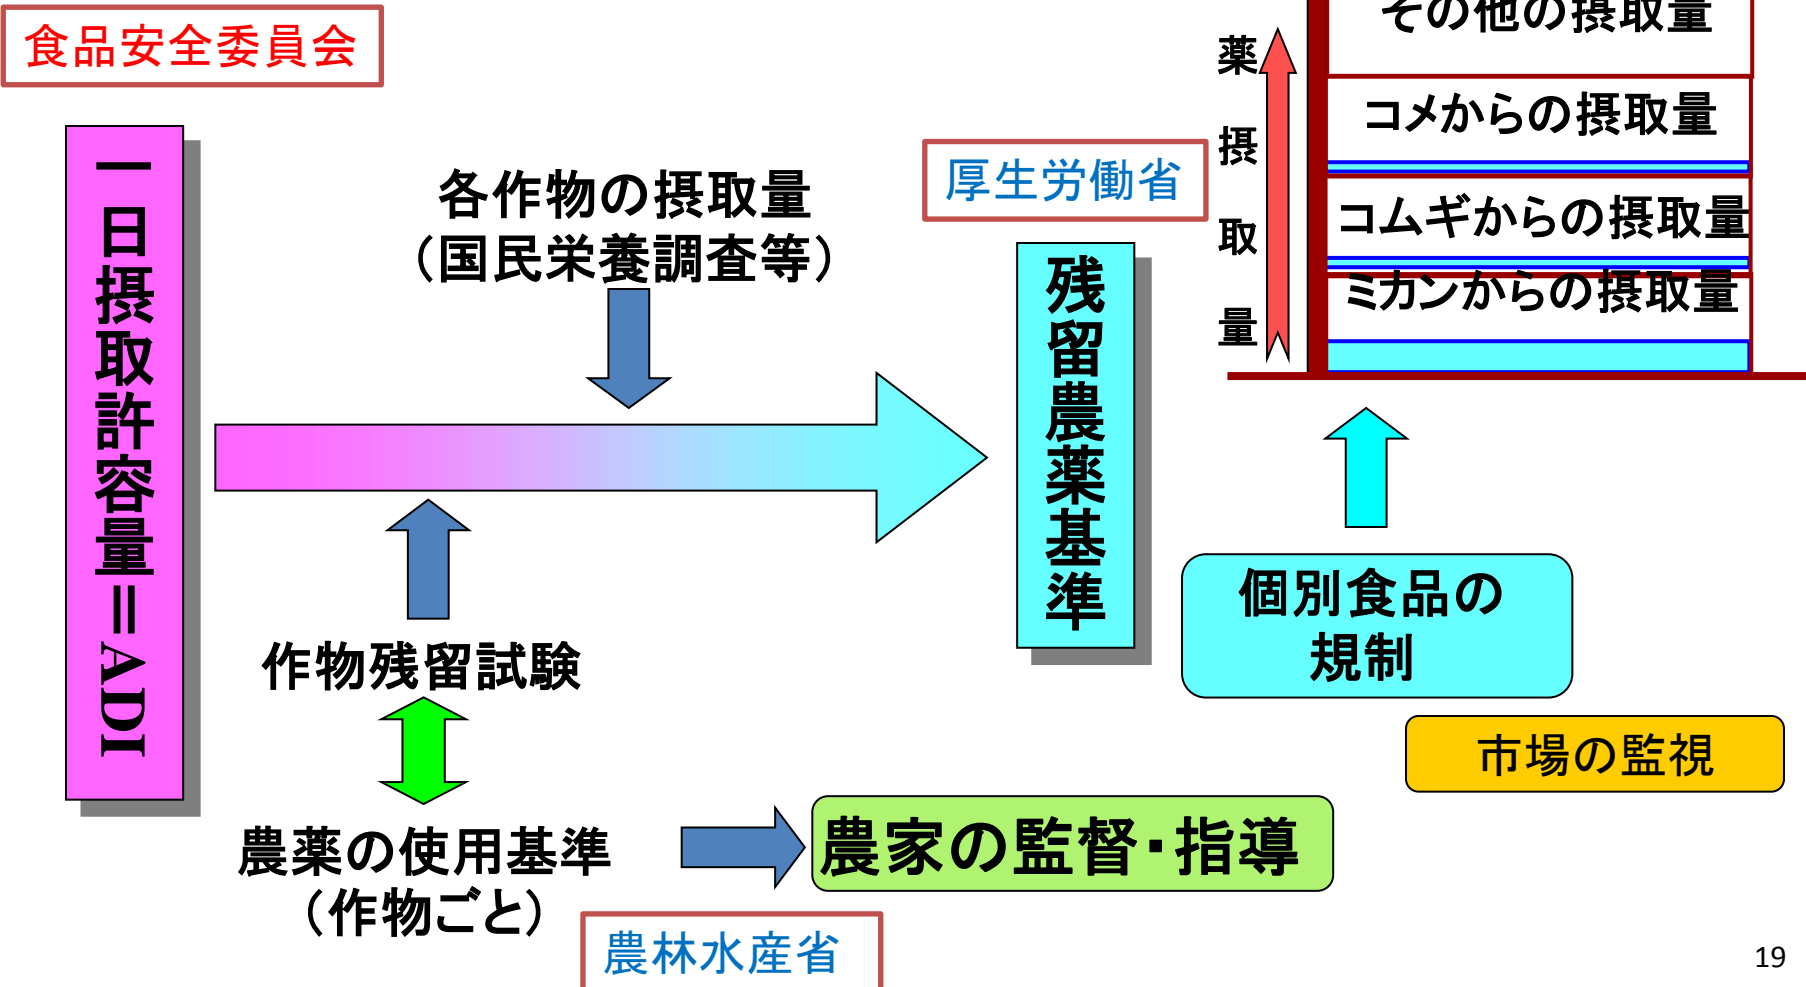 食品安全委員会
一日摂取許容量＝ADI
各作物の摂取量
（国民栄養調査等）
作物残留試験
農薬の使用基準
（作物ごと）
農林水産省
農家の監督・指導
厚生労働省
残留農薬基準
薬摂取量
その他の摂取量
コメからの摂取量
コムギからの摂取量
ミカンからの摂取量
個別食品の
規制
市場の監視
19